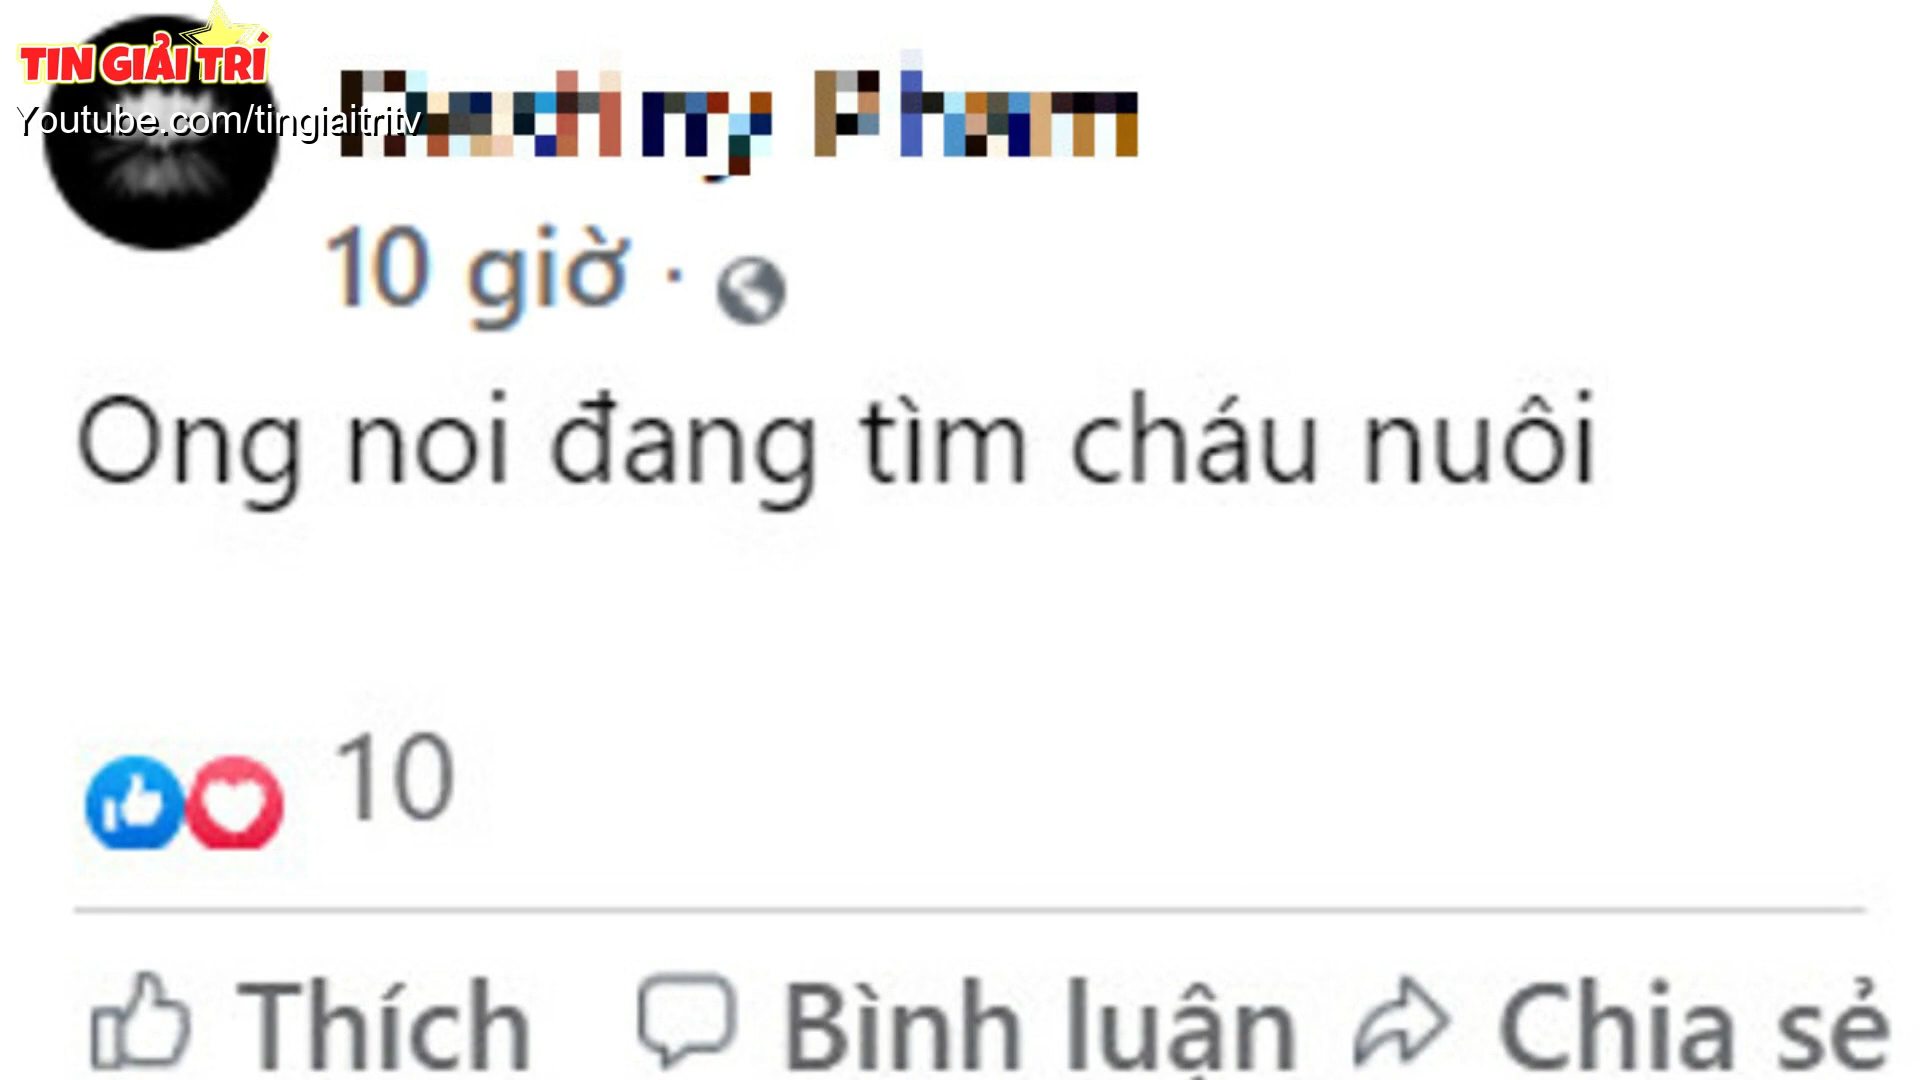 TIN GIẢI TRÍ
Youtube.com/tingiaitritv
10 giờ ·
Ong noi đang tìm cháu nuôi
10
Thích Bình luận Chia sẻ